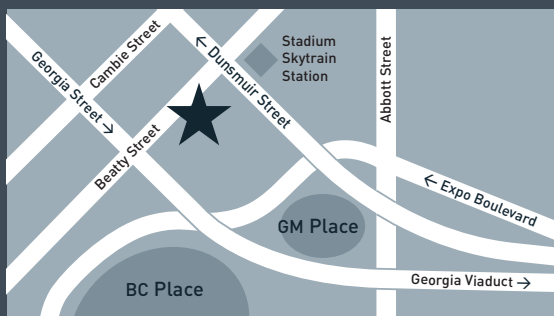 Stadium
Skytrain
Station
Cambie Street
Georgia Street →
← Dunsmuir Street
Abbott Street
Beatty Street
← Expo Boulevard
GM Place
Georgia Viaduct →
BC Place